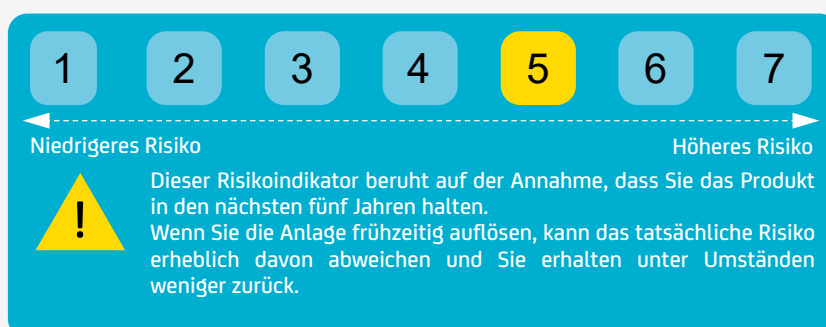 1 2 3 4 5 6 7
Niedrigeres Risiko Höheres Risiko
!
Dieser Risikoindikator beruht auf der Annahme, dass Sie das Produkt
in den nächsten fünf Jahren halten.
Wenn Sie die Anlage frühzeitig auflösen, kann das tatsächliche Risiko
erheblich davon abweichen und Sie erhalten unter Umständen
weniger zurück.